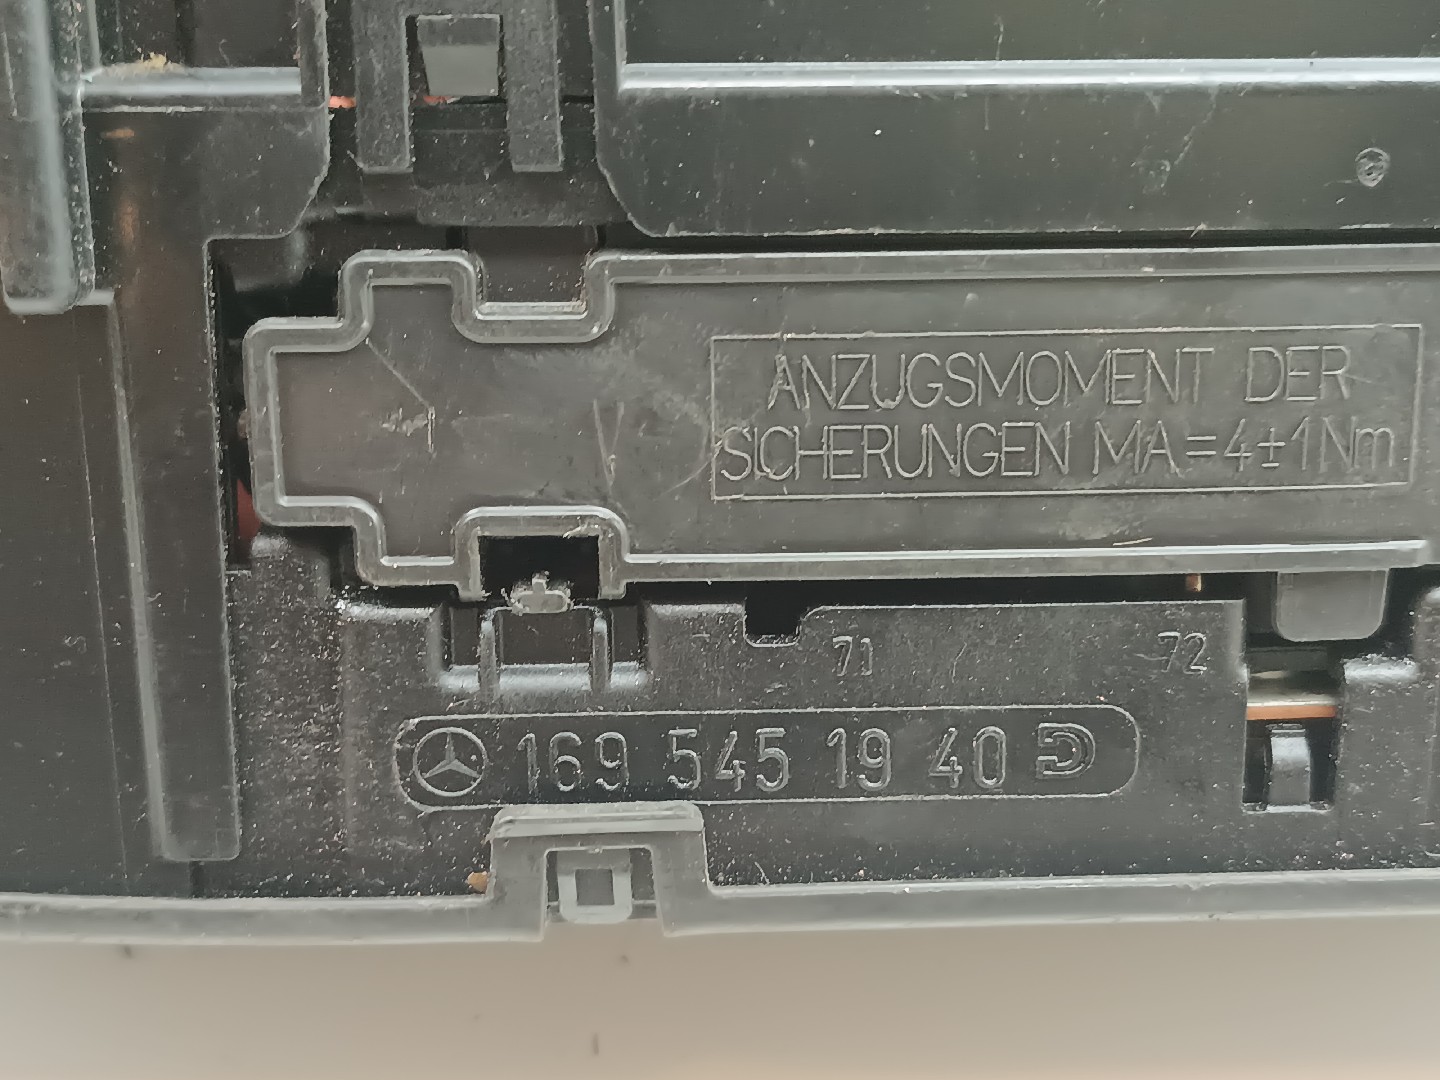 ANZUGSMOMENT DER
SICHERUNGEN MA=4±1Nm
71 72
169 545 19 40